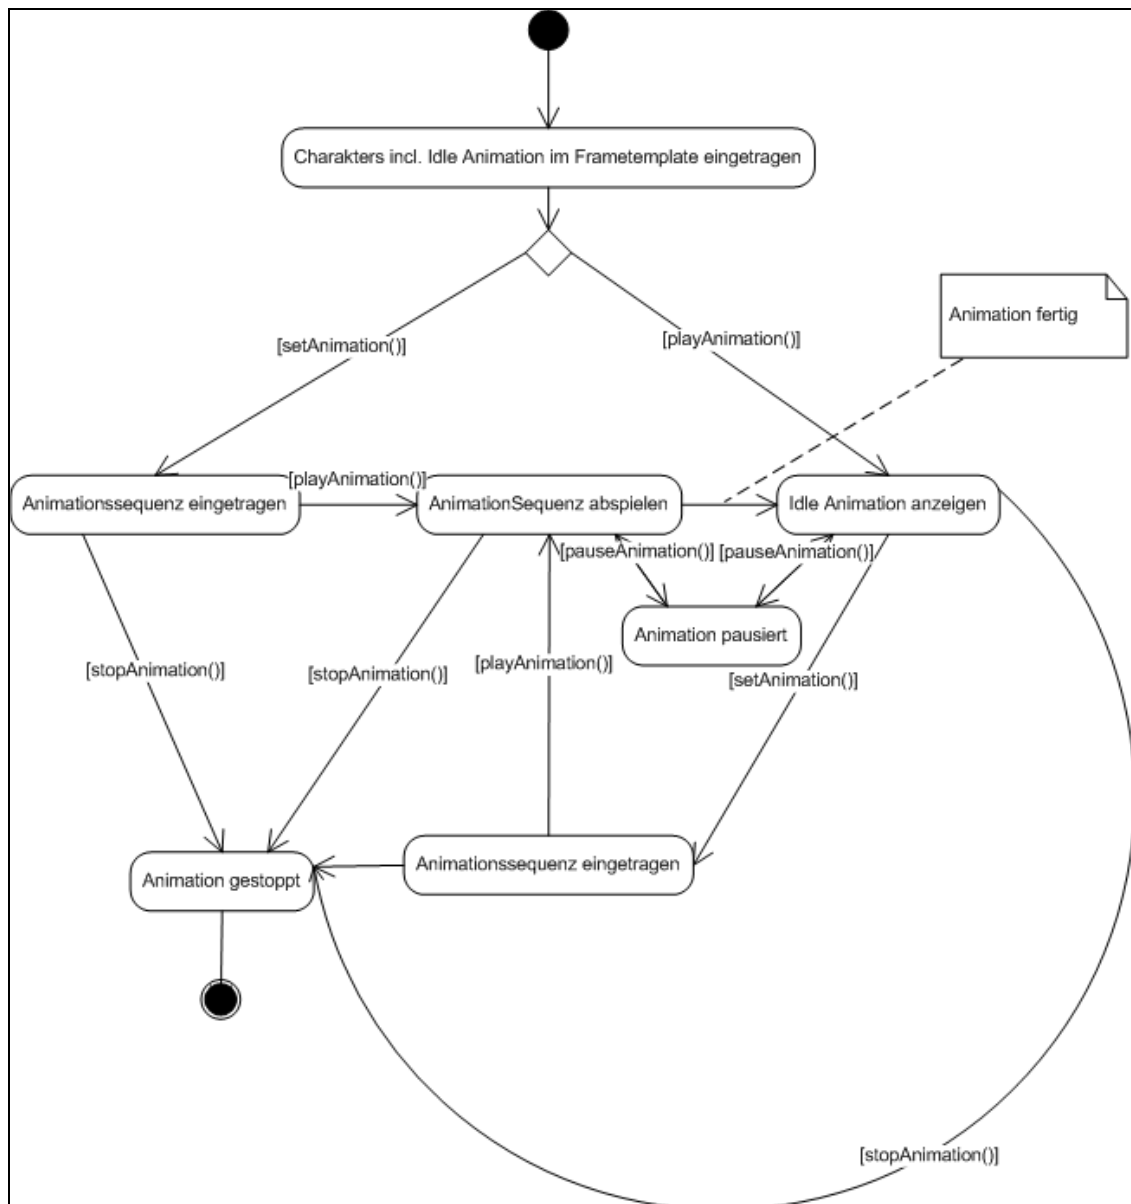 Charakters incl. Idle Animation im Frametemplate eingetragen
Animation fertig
[setAnimation()]
[playAnimation()]
[playAnimation()]
Animationssequenz eingetragen
AnimationSequenz abspielen
Idle Animation anzeigen
[pauseAnimation()]
[pauseAnimation()]
Animation pausiert
[stopAnimation()]
[stopAnimation()]
[playAnimation()]
[setAnimation()]
Animationssequenz eingetragen
Animation gestoppt
[stopAnimation()]